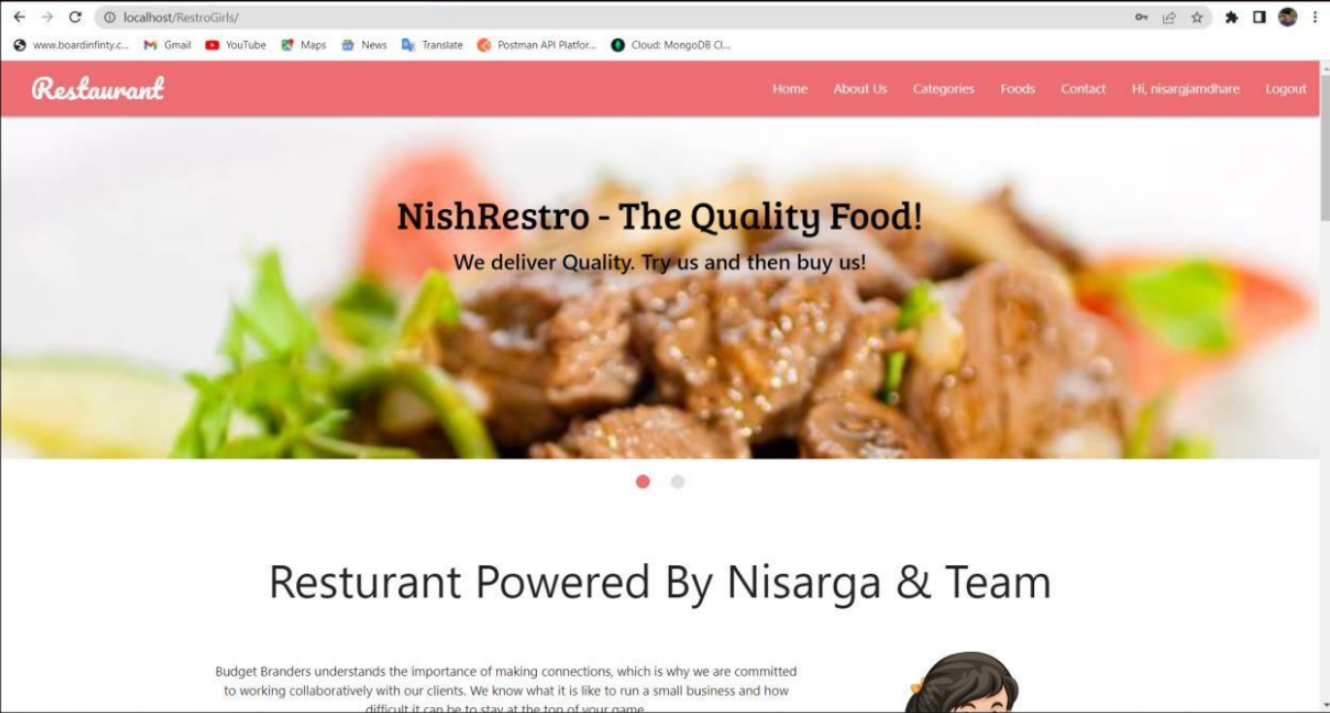 localhost/RestroGirls/
www.boardinfinty.c... Gmail YouTube Maps News Translate Postman API Platfor... Cloud: MongoDB Cl...
Restaurant Home About Us Categories Foods Contact Hi, nisargjamdhare Logout
NishRestro - The Quality Food!
We deliver Quality. Try us and then buy us!
Resturant Powered By Nisarga & Team
Budget Branders understands the importance of making connections, which is why we are committed
to working collaboratively with our clients. We know what it is like to run a small business and how
difficult it can be to stay at the top of your game